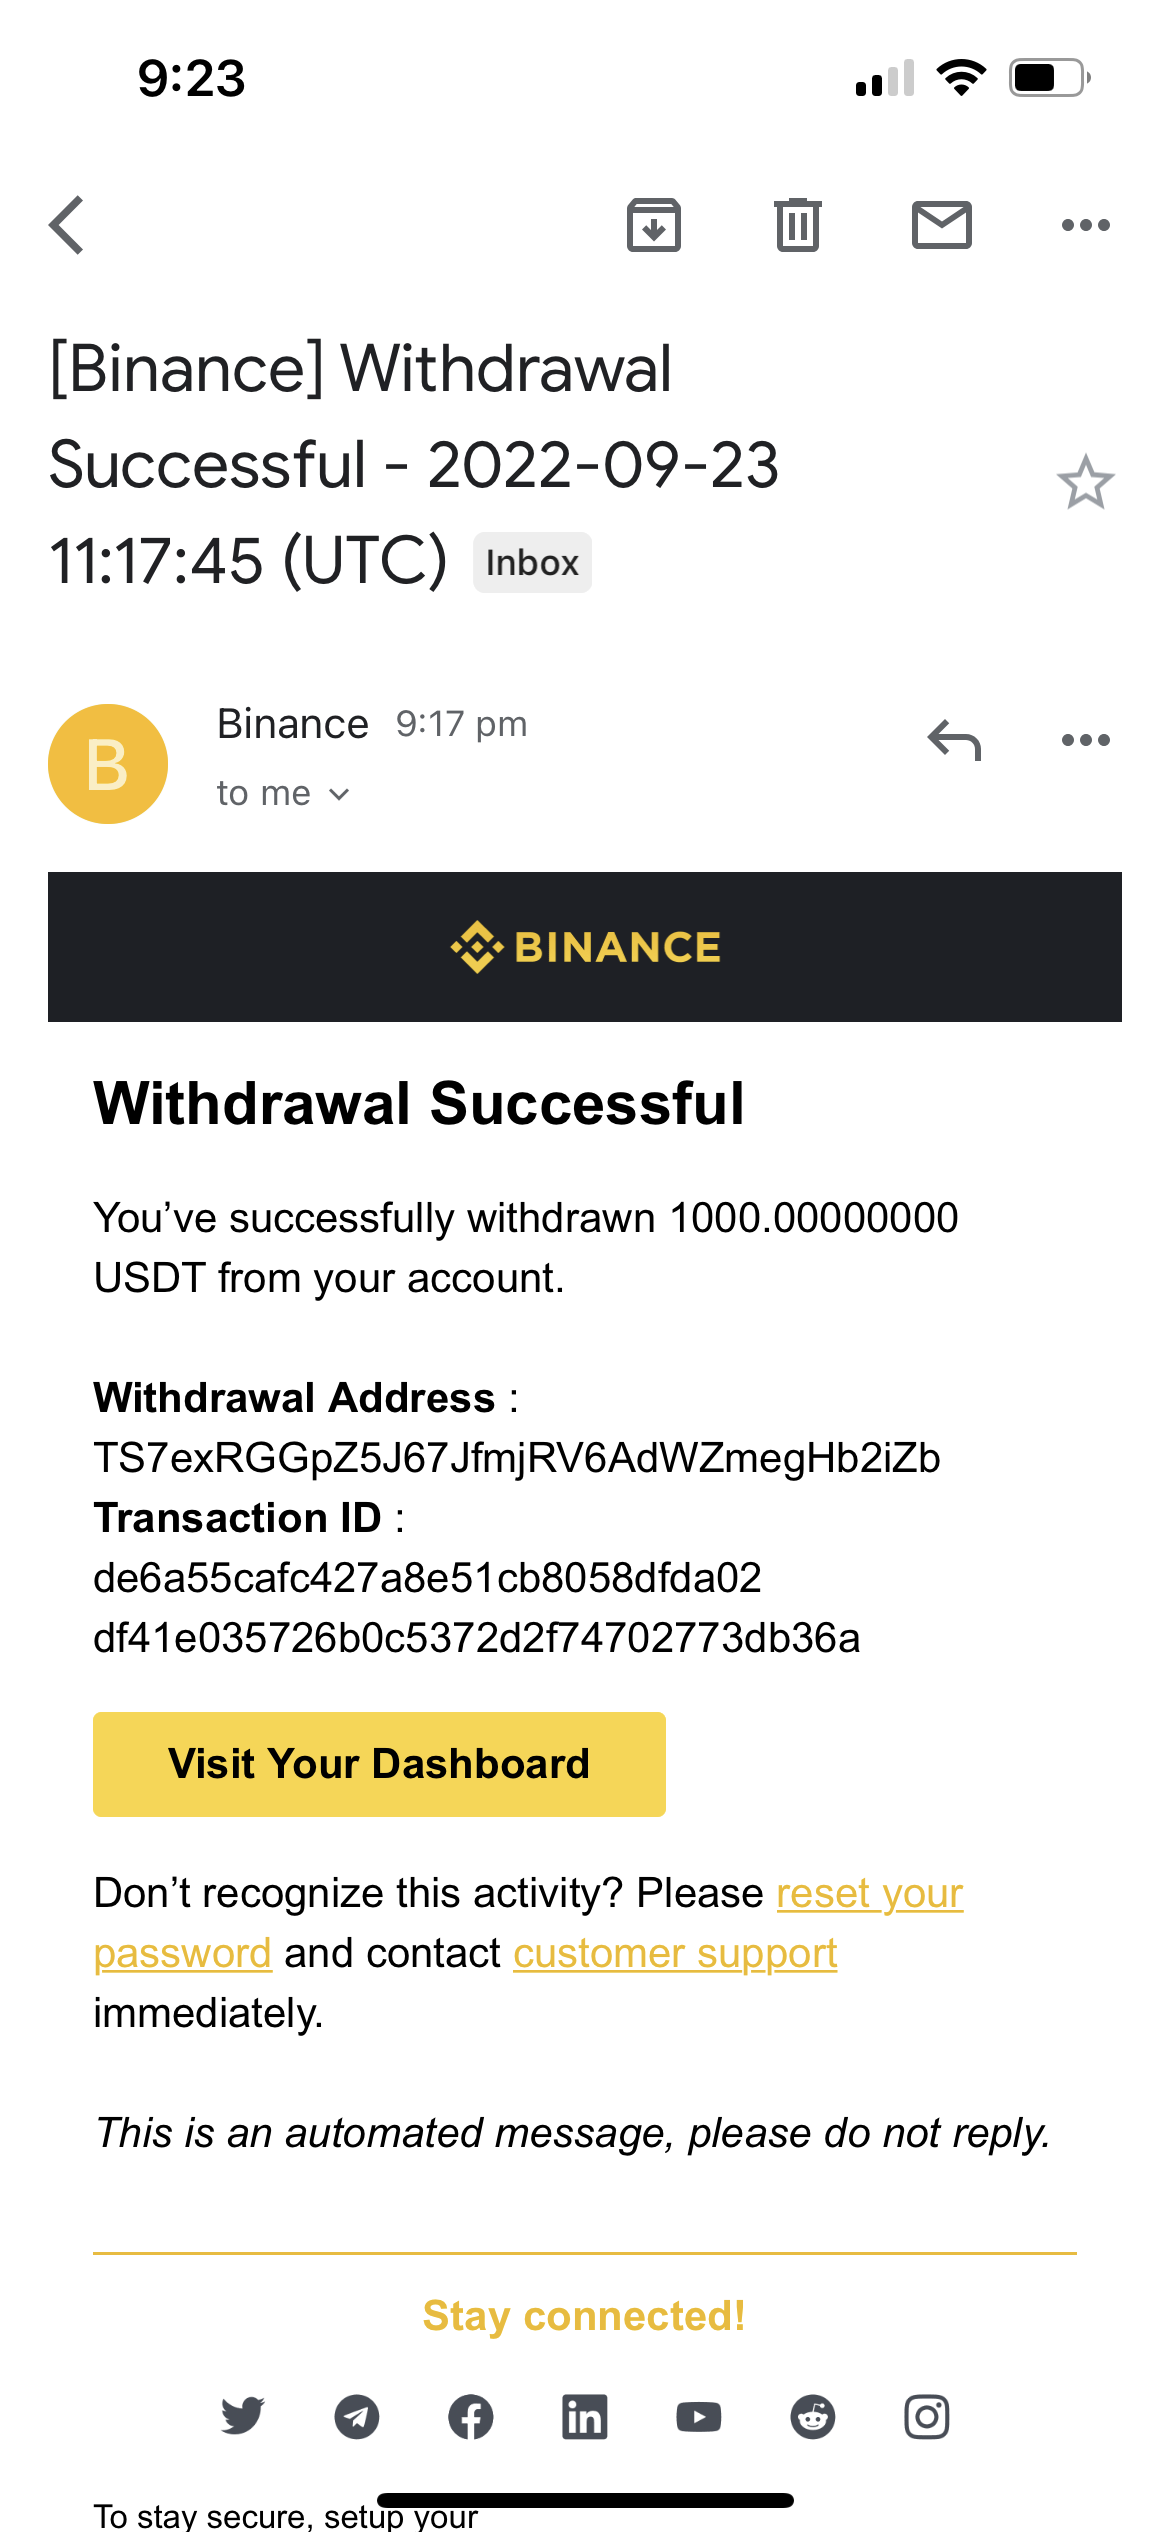 9:23
[Binance] Withdrawal
Successful - 2022-09-23
11:17:45 (UTC) Inbox
B
Binance 9:17 pm
to me
BINANCE
Withdrawal Successful
You’ve successfully withdrawn 1000.00000000
USDT from your account.
Withdrawal Address :
TS7exRGGpZ5J67JfmjRV6AdWZmegHb2iZb
Transaction ID :
de6a55cafc427a8e51cb8058dfda02
df41e035726b0c5372d2f74702773db36a
Visit Your Dashboard
Don’t recognize this activity? Please reset your
password and contact customer support
immediately.
This is an automated message, please do not reply.
Stay connected!
To stay secure, setup your